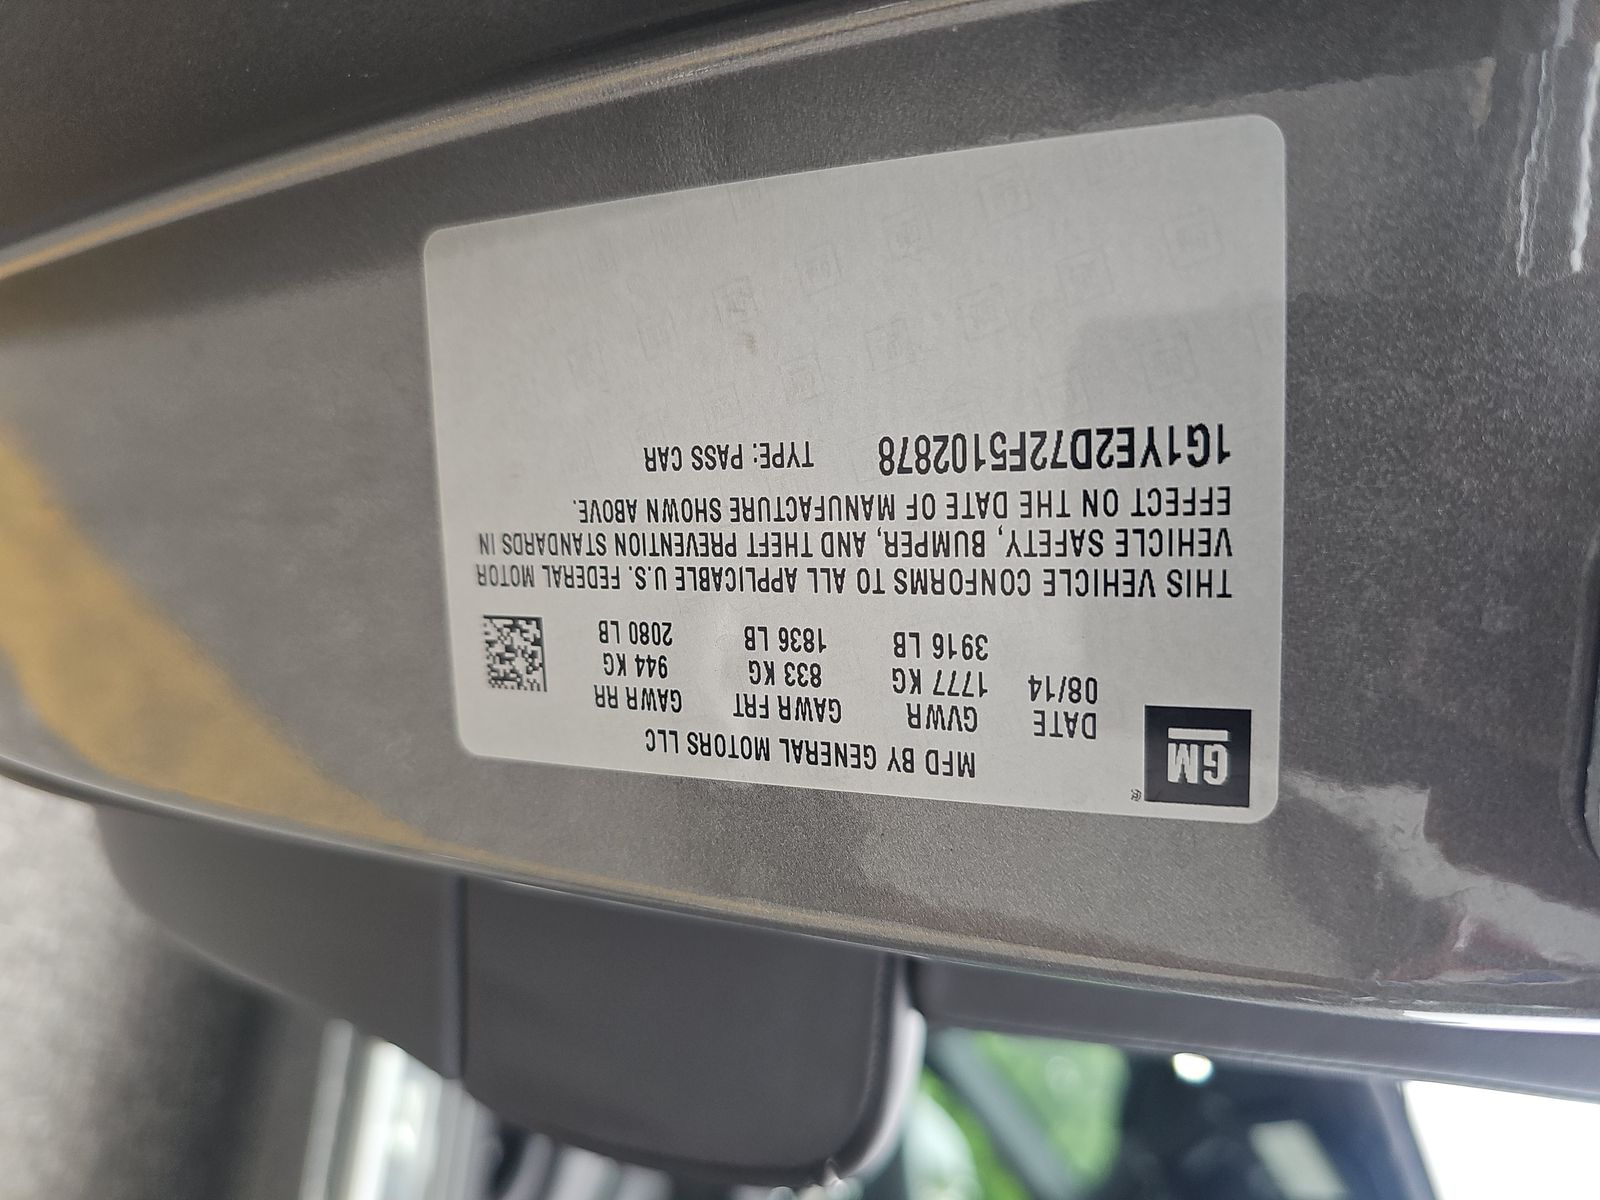 GM
MFD BY GENERAL MOTORS LLC
DATE GVWR GAWR FRT GAWR RR
08/14 1777 KG 833 KG 944 KG
3916 LB 1836 LB 2080 LB
THIS VEHICLE CONFORMS TO ALL APPLICABLE U.S. FEDERAL MOTOR
VEHICLE SAFETY, BUMPER, AND THEFT PREVENTION STANDARDS IN
EFFECT ON THE DATE OF MANUFACTURE SHOWN ABOVE.
1G1YE2D72F5102878 TYPE: PASS CAR